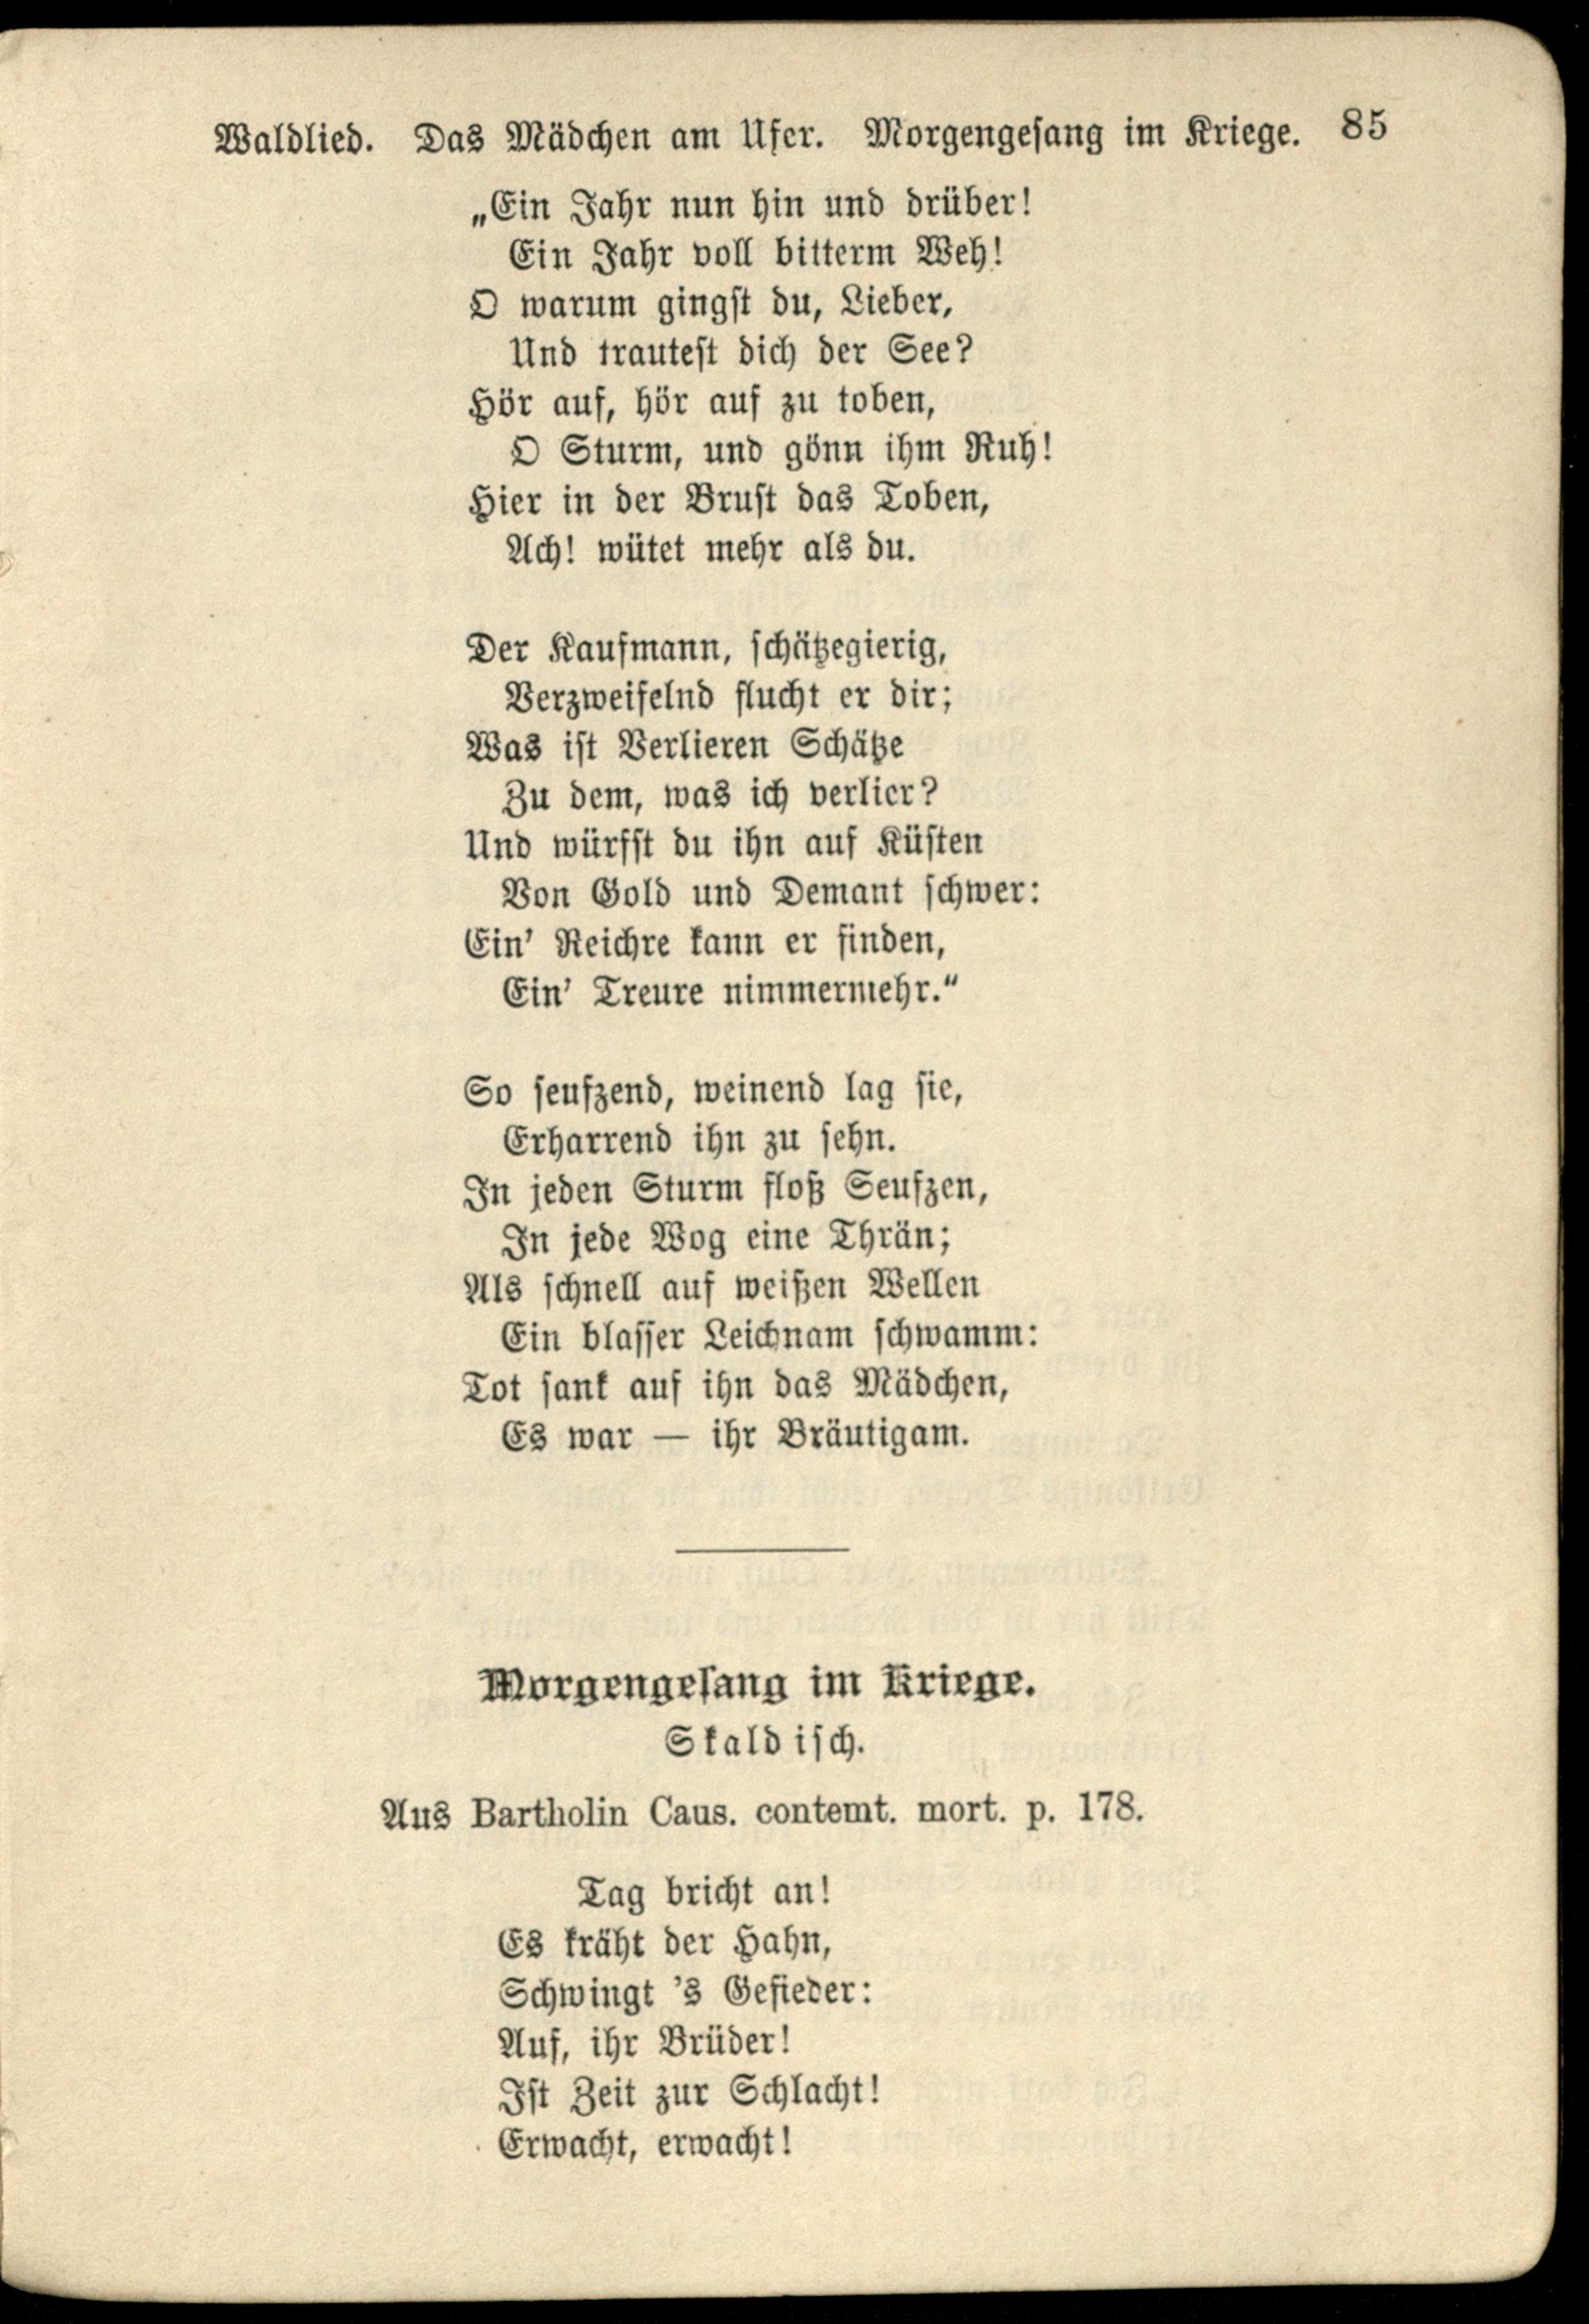 Waldlied. Das Mädchen am Ufer. Morgengesang im Kriege. 85
„Ein Jahr nun hin und drüber!
Ein Jahr voll bitterm Weh!
O warum gingst du, Lieber,
Und trautest dich der See?
Hör auf, hör auf zu toben,
O Sturm, und gönn ihm Ruh!
Hier in der Brust das Toben,
Ach! wütet mehr als du.
Der Kaufmann, schätzegierig,
Verzweifelnd flucht er dir;
Was ist Verlieren Schätze
Zu dem, was ich verlier?
Und würfst du ihn auf Küsten
Von Gold und Demant schwer:
Ein' Reichre kann er finden,
Ein' Treure nimmermehr.“
So seufzend, weinend lag sie,
Erharrend ihn zu sehn.
In jeden Sturm floß Seufzen,
In jede Wog eine Thrän;
Als schnell auf weißen Wellen
Ein blasser Leichnam schwamm:
Tot sank auf ihn das Mädchen,
Es war — ihr Bräutigam.
Morgengesang im Kriege.
Skaldisch.
Aus Bartholin Caus. contemt. mort. p. 178.
Tag bricht an!
Es kräht der Hahn,
Schwingt 's Gefieder:
Auf, ihr Brüder!
Ist Zeit zur Schlacht!
Erwacht, erwacht!